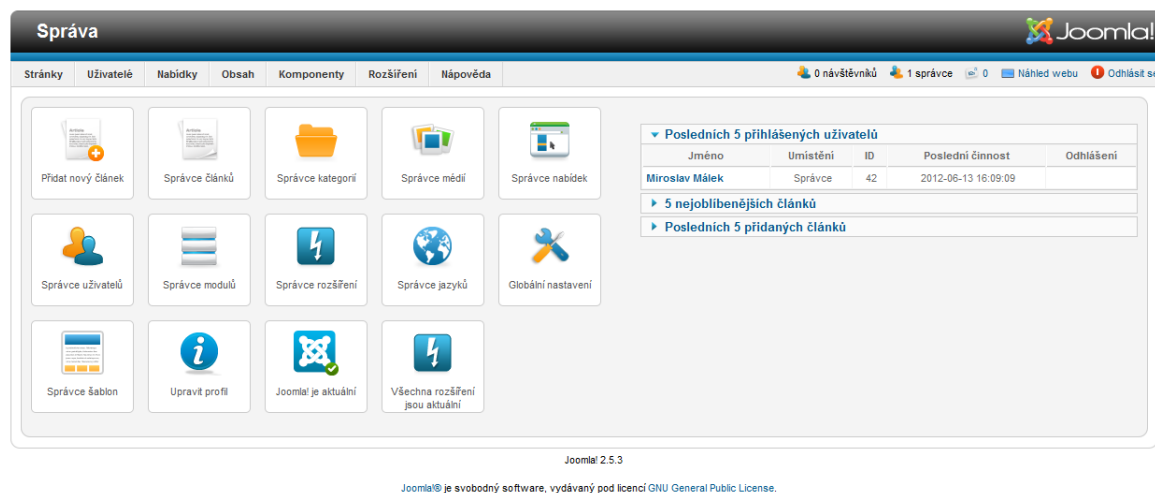 Správa
Joomla!
Stránky Uživatelé Nabídky Obsah Komponenty Rozšíření Nápověda
0 návštěvníků 1 správce 0 Náhled webu Odhlásit se
Přidat nový článek Správce článků Správce kategorií Správce médií Správce nabídek
Správce uživatelů Správce modulů Správce rozšíření Správce jazyků Globální nastavení
Správce šablon Upravit profil Joomla! je aktuální Všechna rozšíření
jsou aktuální
Posledních 5 přihlášených uživatelů
Jméno Umístění ID Poslední činnost Odhlášení
Miroslav Málek Správce 42 2012-06-13 16:09:09
5 nejoblíbenějších článků
Posledních 5 přidaných článků
Joomla! 2.5.3
Joomla!® je svobodný software, vydávaný pod licencí GNU General Public License.